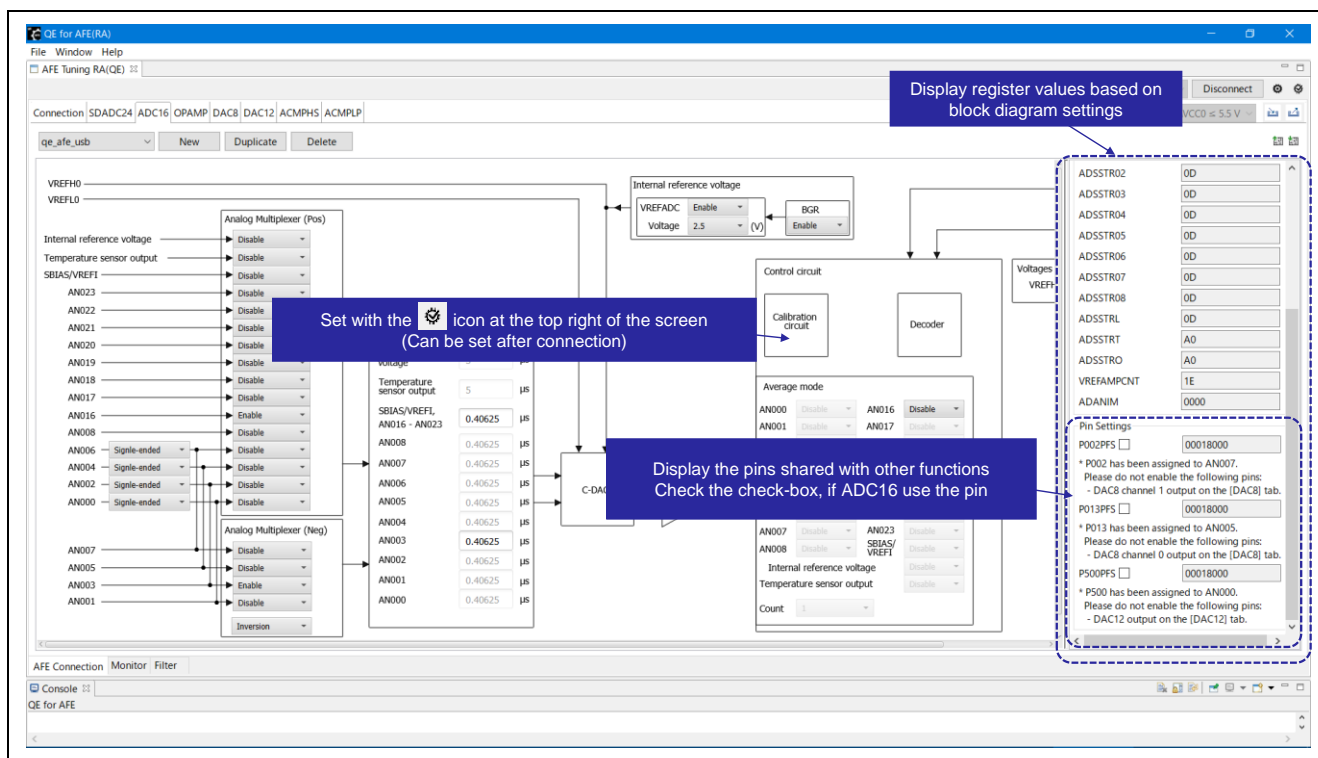 QE for AFE(RA)
File Window Help
AFE Tuning RA(QE)
Disconnect
Display register values based on
block diagram settings
Connection SDADC24 ADC16 OPAMP DAC8 DAC12 ACMPHS ACMPLP
VCC0 ≤ 5.5 V
qe_afe_usb New Duplicate Delete
VREFH0
VREFL0
Analog Multiplexer (Pos)
Internal reference voltage Disable
Temperature sensor output Disable
SBIAS/VREFI Disable
AN023 Disable
AN022 Disable
AN021 Disable
AN020 Disable
AN019 Disable
AN018 Disable
AN017 Disable
AN016 Enable
AN008 Disable
AN006 Signle-ended Disable
AN004 Signle-ended Disable
AN002 Signle-ended Disable
AN000 Signle-ended Disable
Analog Multiplexer (Neg)
AN007 Disable
AN005 Disable
AN003 Enable
AN001 Disable
Inversion
Internal reference voltage
VREFADC Enable
Voltage 2.5 (V)
BGR
Enable
Set with the icon at the top right of the screen
(Can be set after connection)
voltage
Temperature
sensor output 5 µs
SBIAS/VREFI,
AN016 - AN023 0.40625 µs
AN008 0.40625 µs
AN007 0.40625 µs
AN006 0.40625 µs
AN005 0.40625 µs
AN004 0.40625 µs
AN003 0.40625 µs
AN002 0.40625 µs
AN001 0.40625 µs
AN000 0.40625 µs
Control circuit
Calibration
circuit
Decoder
Voltages
Average mode
AN000 Disable AN016 Disable
AN001 Disable AN017 Disable
Display the pins shared with other functions
Check the check-box, if ADC16 use the pin
AN007 Disable AN023 Disable
AN008 Disable SBIAS/
VREFI Disable
Internal reference voltage Disable
Temperature sensor output Disable
Count 1
ADSSTR02 0D
ADSSTR03 0D
ADSSTR04 0D
ADSSTR05 0D
ADSSTR06 0D
ADSSTR07 0D
ADSSTR08 0D
ADSSTRL 0D
ADSSTRT A0
ADSSTRO A0
VREFAMPCNT 1E
ADANIM 0000
Pin Settings
P002PFS 00018000
* P002 has been assigned to AN007.
Please do not enable the following pins:
- DAC8 channel 1 output on the [DAC8] tab.
P013PFS 00018000
* P013 has been assigned to AN005.
Please do not enable the following pins:
- DAC8 channel 0 output on the [DAC8] tab.
P500PFS 00018000
* P500 has been assigned to AN000.
Please do not enable the following pins:
- DAC12 output on the [DAC12] tab.
AFE Connection Monitor Filter
Console
QE for AFE